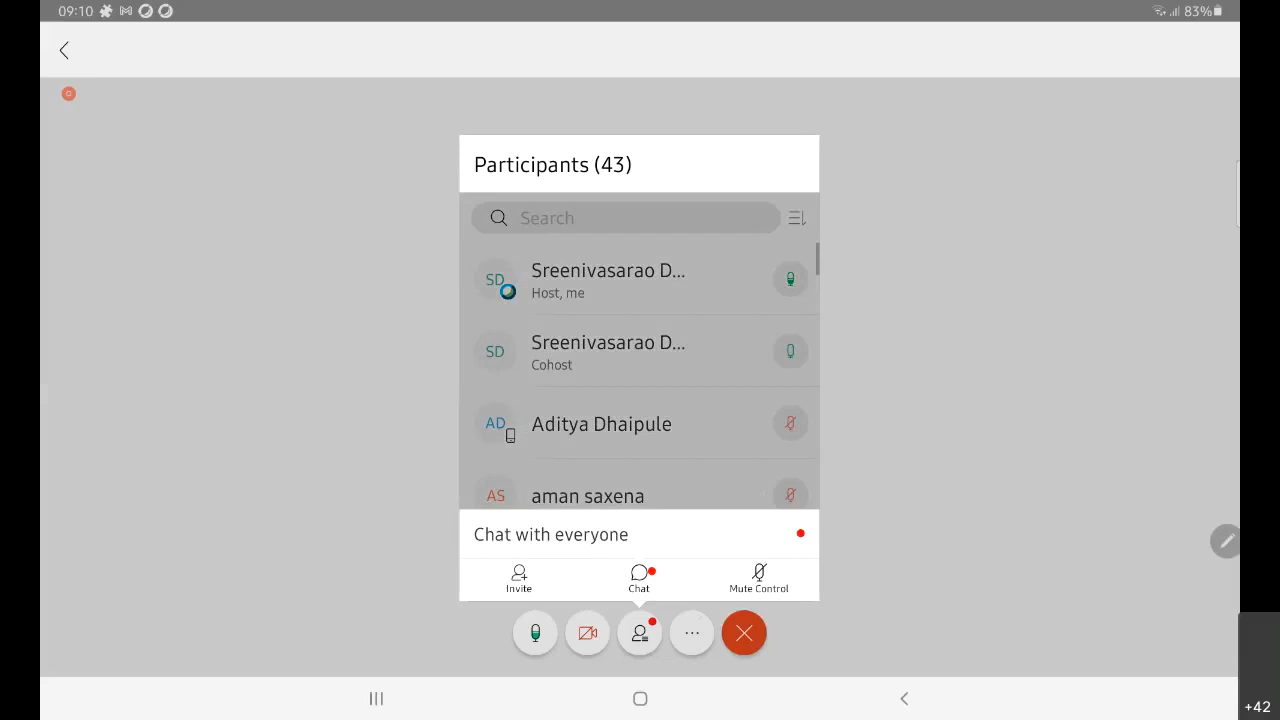 09:10
83%
Participants (43)
Search
SD
Sreenivasarao D...
Host, me
SD
Sreenivasarao D...
Cohost
AD
Aditya Dhaipule
AS
aman saxena
Chat with everyone
Invite
Chat
Mute Control
+42